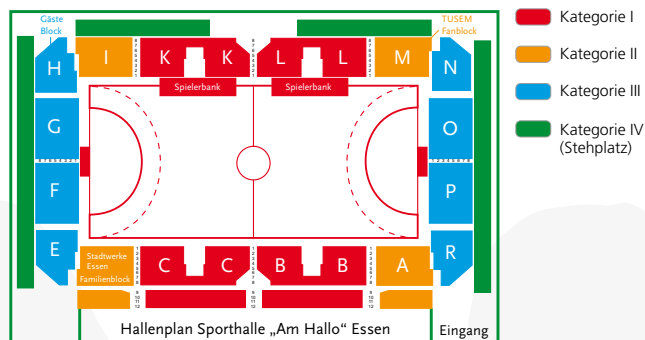 Gäste
Block
TUSEM
Fanblock
Kategorie I
Kategorie II
Kategorie III
Kategorie IV
(Stehplatz)
H
I
K
K
L
L
M
N
Spielerbank
Spielerbank
G
O
F
P
E
Stadtwerke
Essen
Familienblock
C
C
B
B
A
R
Hallenplan Sporthalle „Am Hallo“ Essen
Eingang